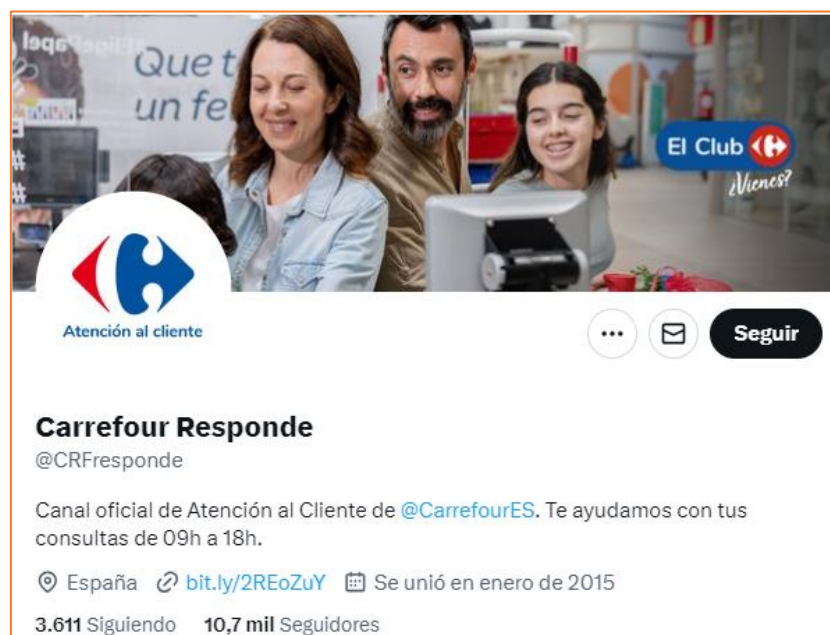 Que t
un fe
El Club
¿Vienes?
Atención al cliente
Seguir
Carrefour Responde
@CRFresponde
Canal oficial de Atención al Cliente de @CarrefourES. Te ayudamos con tus
consultas de 09h a 18h.
España bit.ly/2REoZuY Se unió en enero de 2015
3.611 Siguiendo 10,7 mil Seguidores